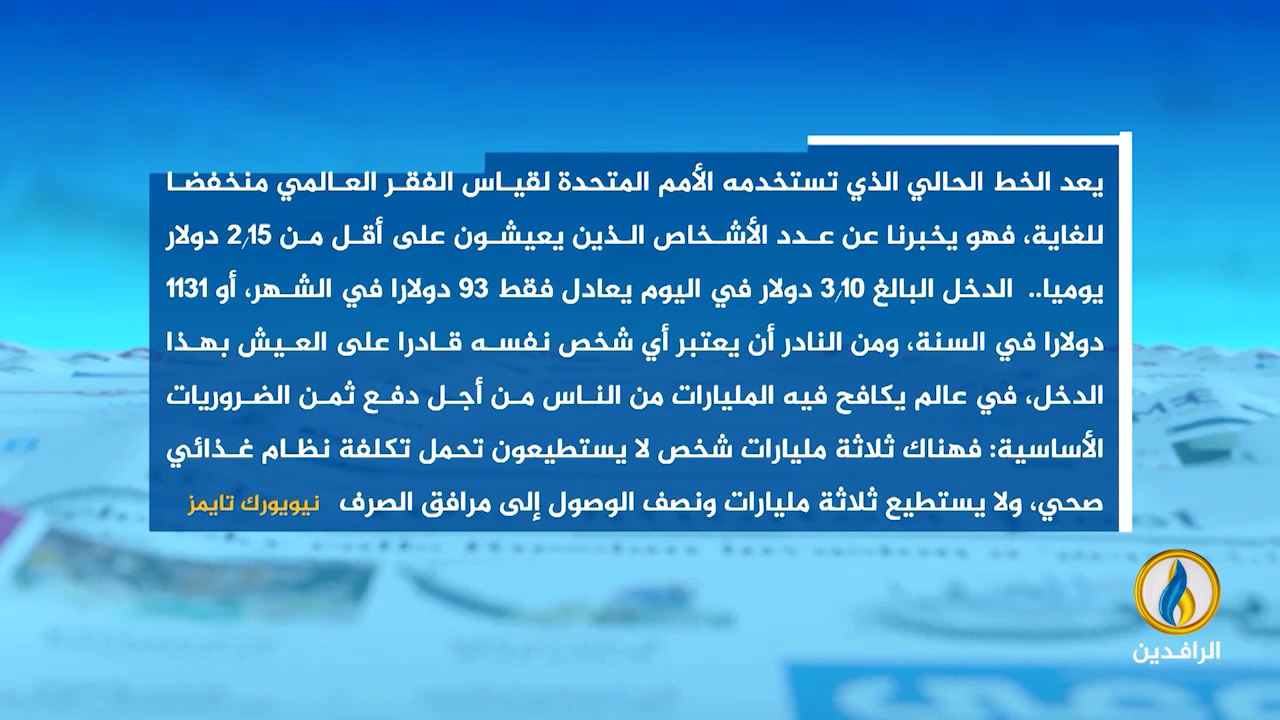 يعد الخط الحالي الذي تستخدمه الأمم المتحدة لقياس الفقر العالمي منخفضا
للغاية، فهو يخبرنا عن عدد الأشخاص الذين يعيشون على أقل من 2,15 دولار
يوميا.. الدخل البالغ 3,10 دولار في اليوم يعادل فقط 93 دولارا في الشهر، أو 1131
دولارا في السنة، ومن النادر أن يعتبر أي شخص نفسه قادرا على العيش بهذا
الدخل، في عالم يكافح فيه المليارات من الناس من أجل دفع ثمن الضروريات
الأساسية: فهناك ثلاثة مليارات شخص لا يستطيعون تحمل تكلفة نظام غذائي
صحي، ولا يستطيع ثلاثة مليارات ونصف الوصول إلى مرافق الصرف نيويورك تايمز
الرافدين